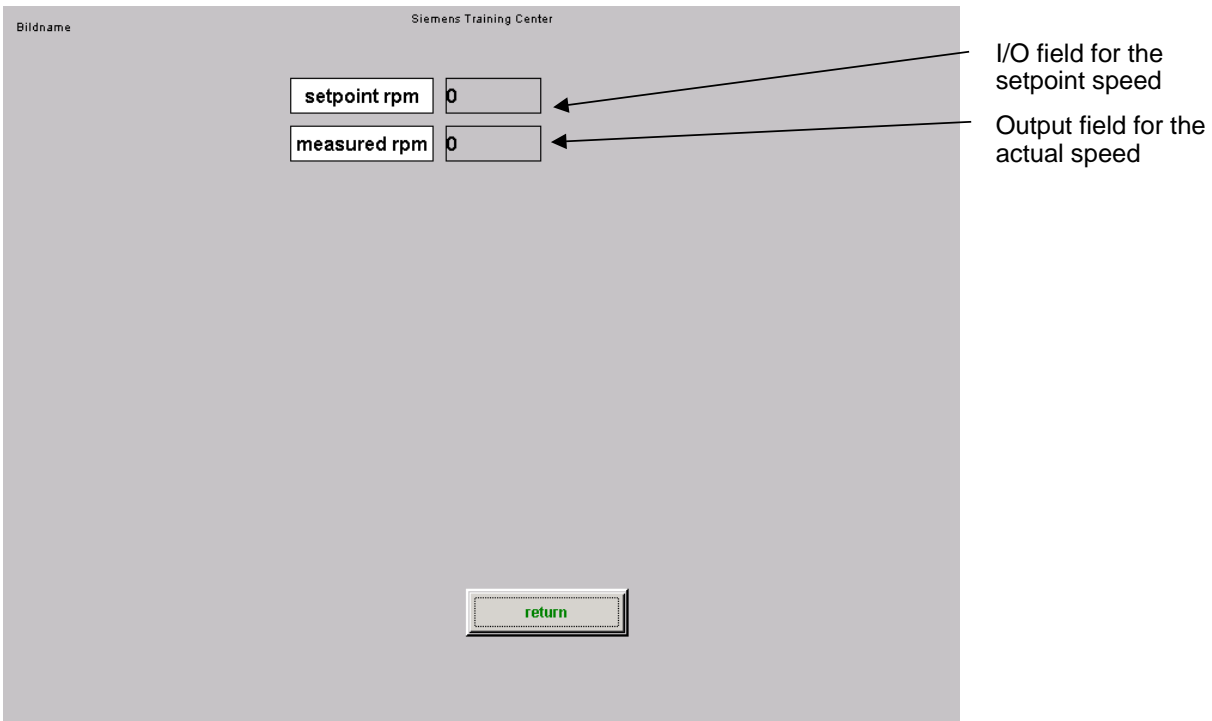 Bildname
Siemens Training Center
setpoint rpm 0
measured rpm 0
I/O field for the
setpoint speed
Output field for the
actual speed
return